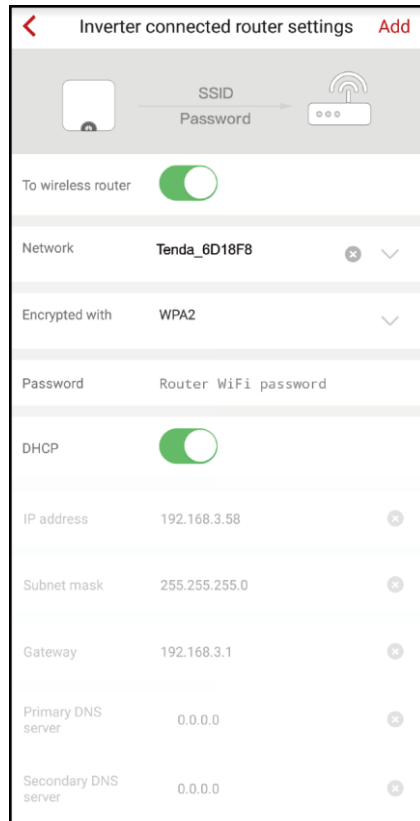 Inverter connected router settings Add
SSID
Password
To wireless router
Network Tenda_6D18F8
Encrypted with WPA2
Password Router WiFi password
DHCP
IP address 192.168.3.58
Subnet mask 255.255.255.0
Gateway 192.168.3.1
Primary DNS
server 0.0.0.0
Secondary DNS
server 0.0.0.0